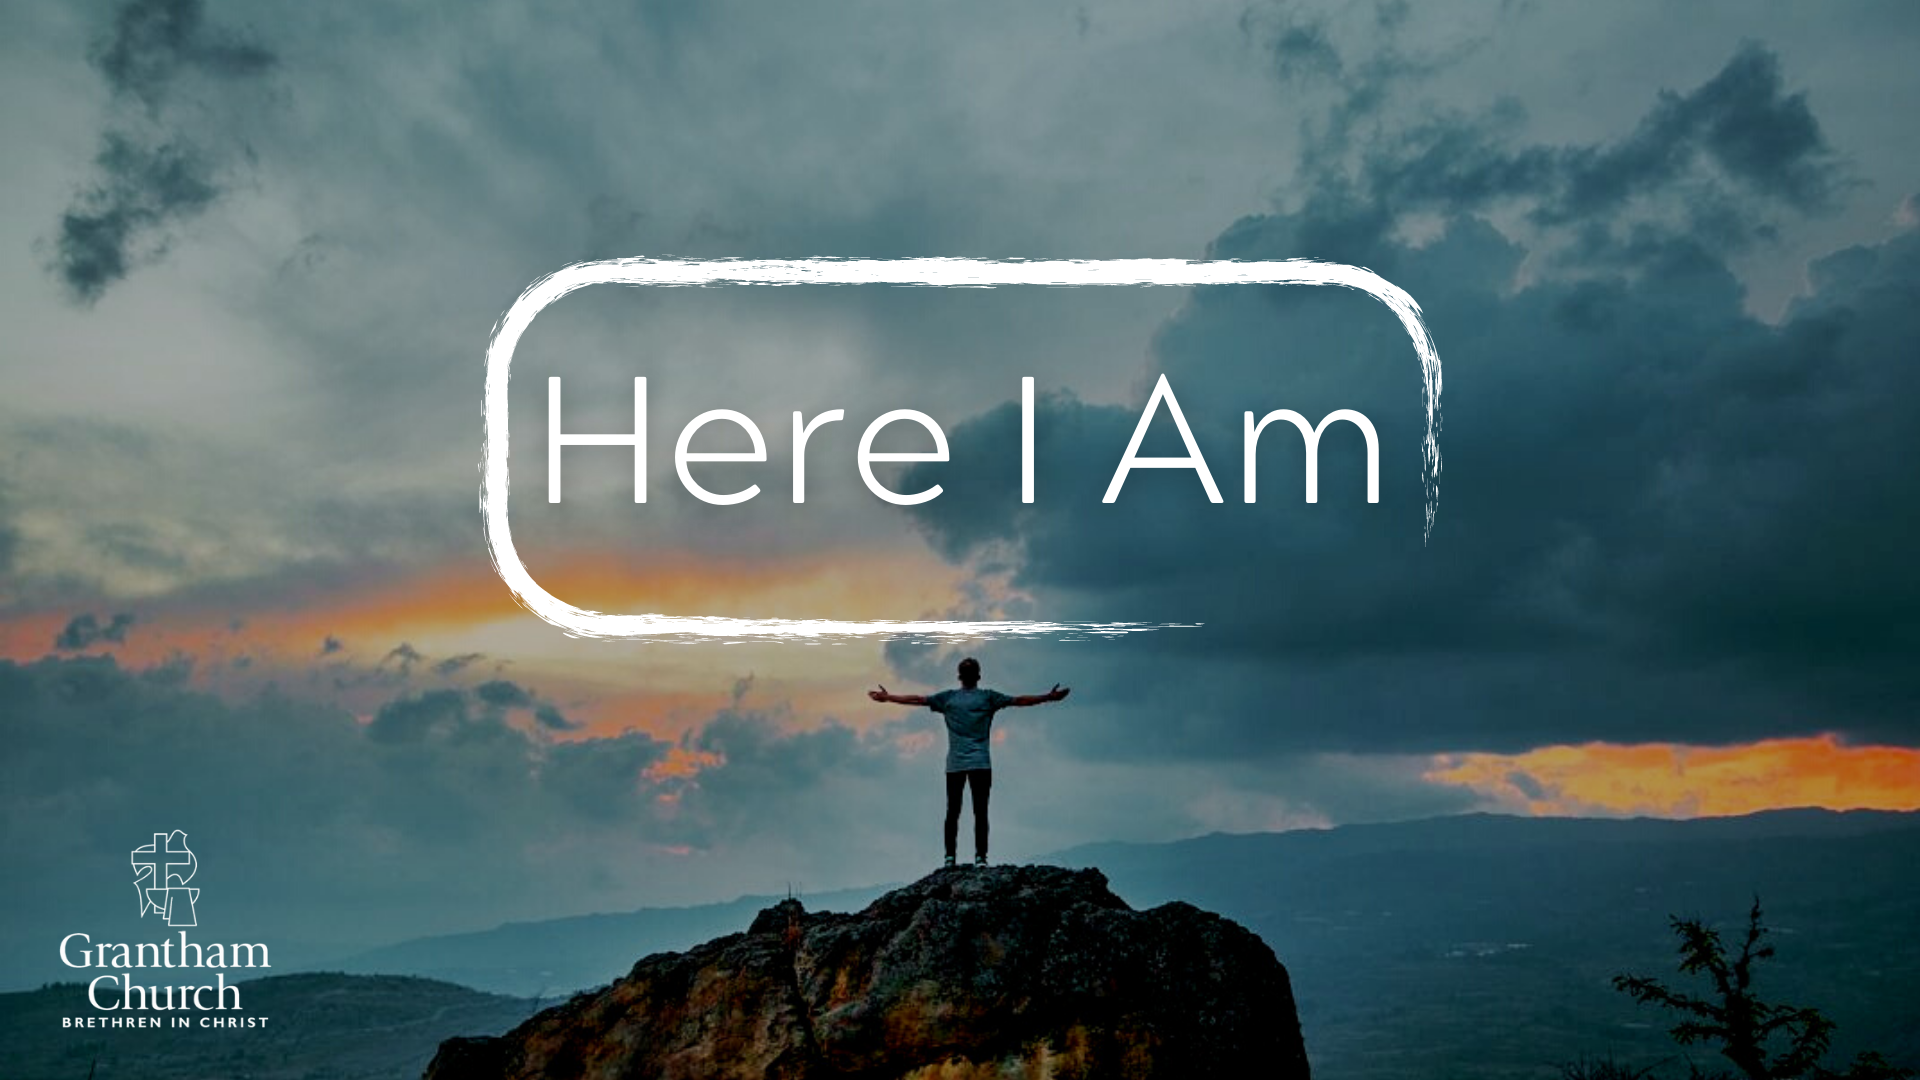 Here I Am
Grantham
Church
BRETHREN IN CHRIST